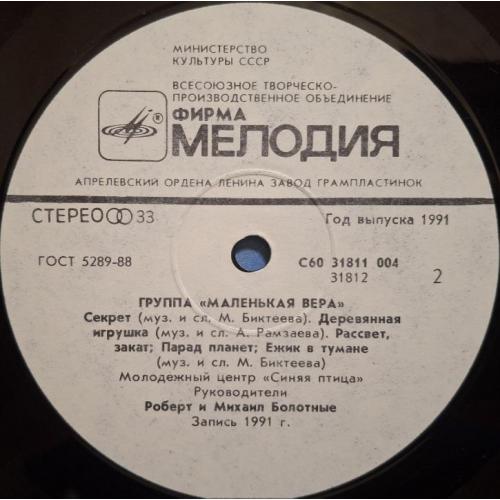 МИНИСТЕРСТВО
КУЛЬТУРЫ СССР
ВСЕСОЮЗНОЕ ТВОРЧЕСКО-
ПРОИЗВОДСТВЕННОЕ ОБЪЕДИНЕНИЕ
ФИРМА
® МЕЛОДИЯ
АПРЕЛЕВСКИЙ ОРДЕНА ЛЕНИНА ЗАВОД ГРАМПЛАСТИНОК
СТЕРЕО 33 Год выпуска 1991
ГОСТ 5289-88 С60 31811 004
31812 2
ГРУППА «МАЛЕНЬКАЯ ВЕРА»
Секрет (муз. и сл. М. Биктеева). Деревянная
игрушка (муз. и сл. А. Рамзаева). Рассвет,
закат; Парад планет; Ежик в тумане
(муз. и сл. М. Биктеева)
Молодежный центр «Синяя птица»
Руководители
Роберт и Михаил Болотные
Запись 1991 г.